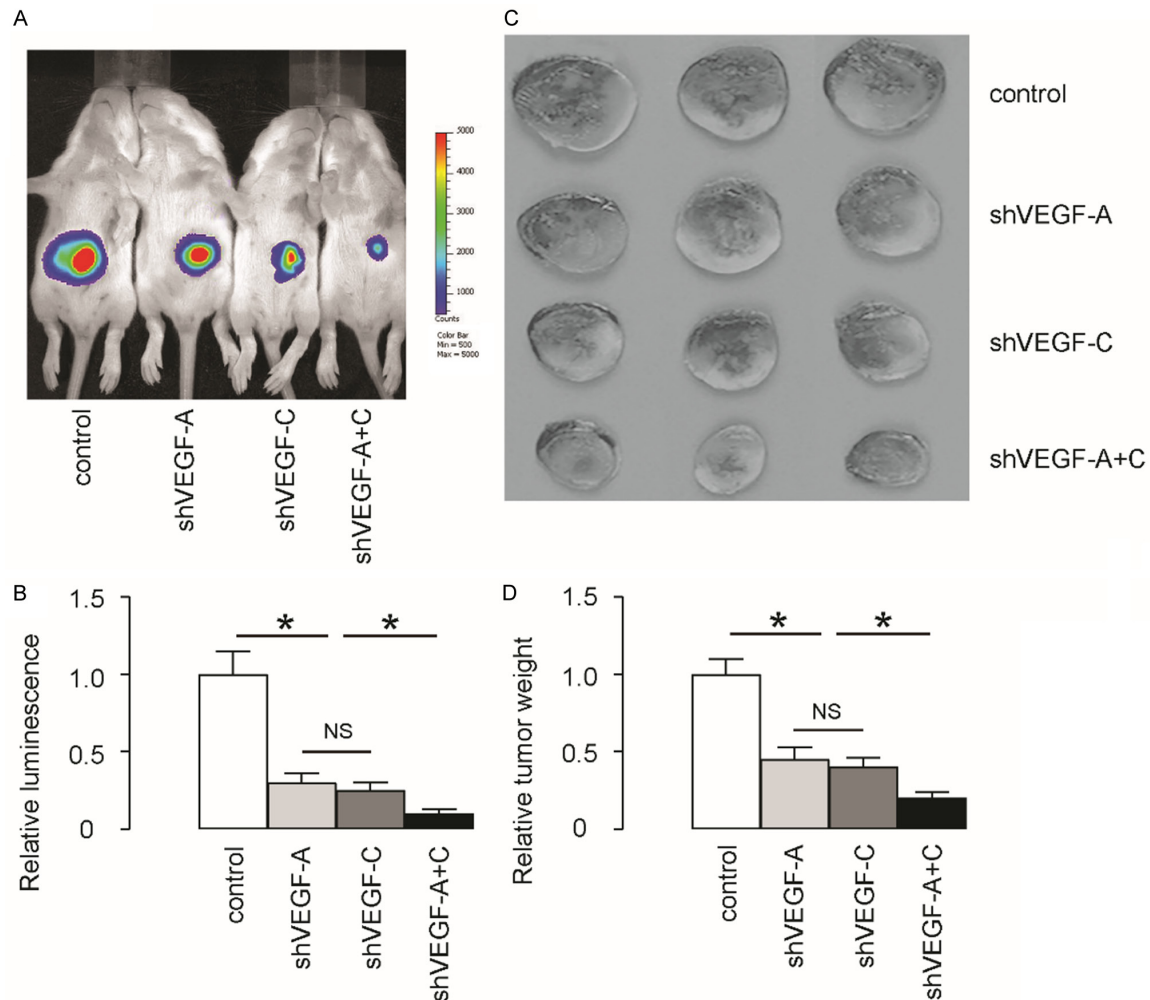 A
5000
4000
3000
2000
1000
Counts
Color Bar
Min = 500
Max = 5000
control
shVEGF-A
shVEGF-C
shVEGF-A+C
C
control
shVEGF-A
shVEGF-C
shVEGF-A+C
B
Relative luminescence
1.5
1.0
0.5
0
*
*
NS
control
shVEGF-A
shVEGF-C
shVEGF-A+C
D
Relative tumor weight
1.5
1.0
0.5
0
*
*
NS
control
shVEGF-A
shVEGF-C
shVEGF-A+C